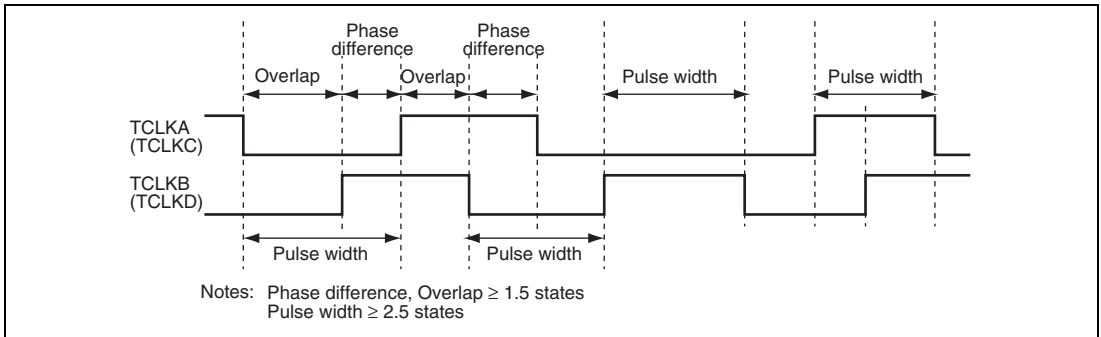 Phase
difference
Phase
difference
Overlap
Overlap
Pulse width
Pulse width
TCLKA
(TCLKC)
TCLKB
(TCLKD)
Pulse width
Pulse width
Notes: Phase difference, Overlap ≥ 1.5 states
Pulse width ≥ 2.5 states